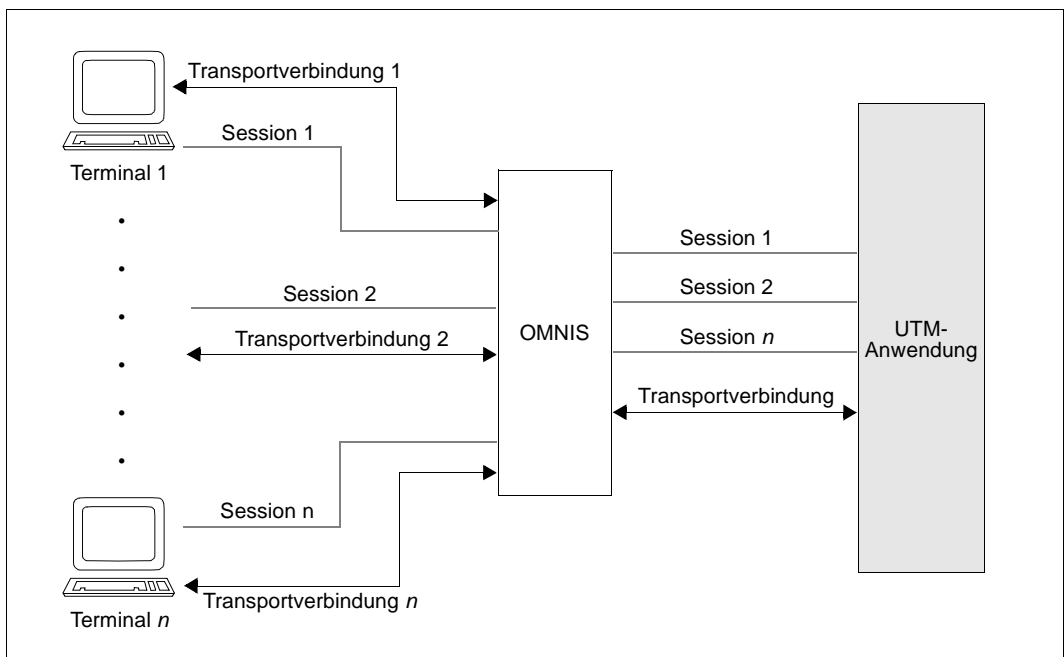 Transportverbindung 1
Session 1
Terminal 1
Session 1
Session 2
Session 2
Transportverbindung 2
OMNIS
Session n
UTM-
Anwendung
Transportverbindung
Session n
Transportverbindung n
Terminal n